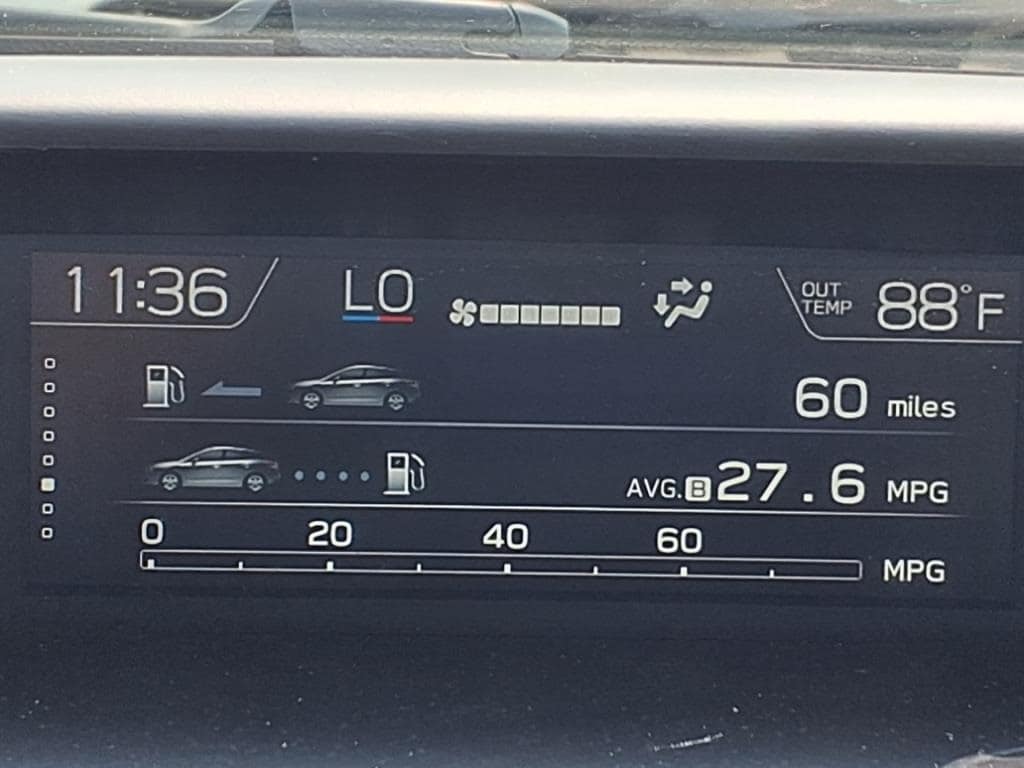 11:36 LO OUT TEMP 88°F
60 miles
AVG. B 27.6 MPG
0 20 40 60
MPG